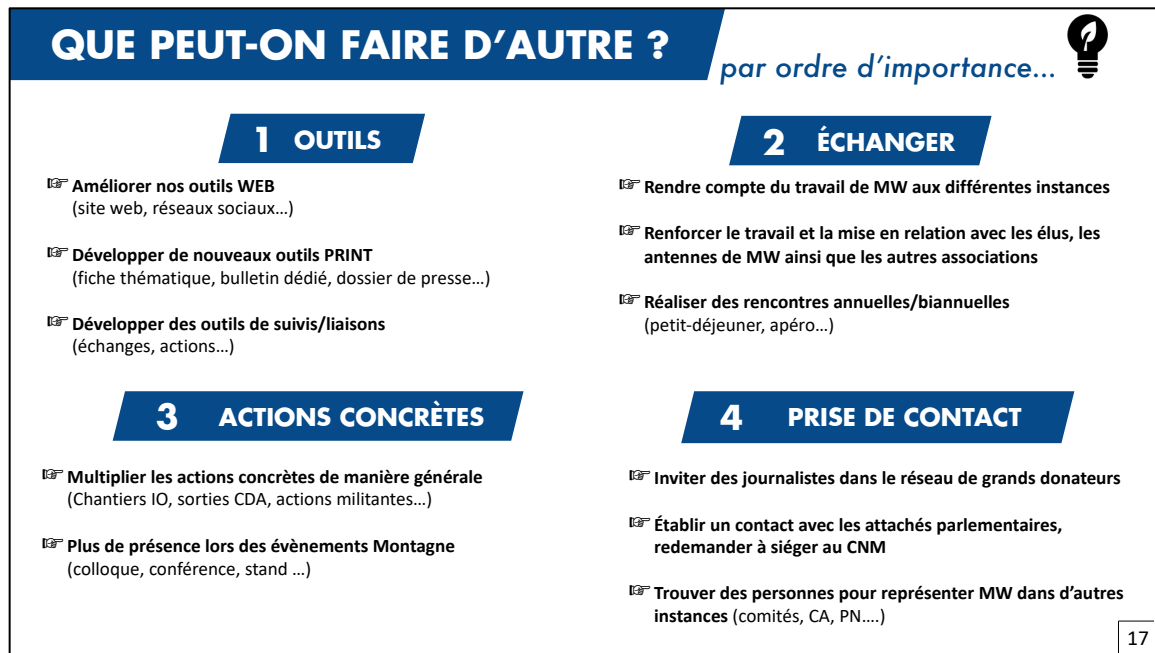 QUE PEUT-ON FAIRE D’AUTRE ?
par ordre d’importance...
1 OUTILS
☞ Améliorer nos outils WEB
(site web, réseaux sociaux…)
☞ Développer de nouveaux outils PRINT
(fiche thématique, bulletin dédié, dossier de presse…)
☞ Développer des outils de suivis/liaisons
(échanges, actions…)
2 ÉCHANGER
☞ Rendre compte du travail de MW aux différentes instances
☞ Renforcer le travail et la mise en relation avec les élus, les
antennes de MW ainsi que les autres associations
☞ Réaliser des rencontres annuelles/biannuelles
(petit-déjeuner, apéro…)
3 ACTIONS CONCRÈTES
☞ Multiplier les actions concrètes de manière générale
(Chantiers IO, sorties CDA, actions militantes…)
☞ Plus de présence lors des évènements Montagne
(colloque, conférence, stand …)
4 PRISE DE CONTACT
☞ Inviter des journalistes dans le réseau de grands donateurs
☞ Établir un contact avec les attachés parlementaires,
redemander à siéger au CNM
☞ Trouver des personnes pour représenter MW dans d’autres
instances (comités, CA, PN….)
17